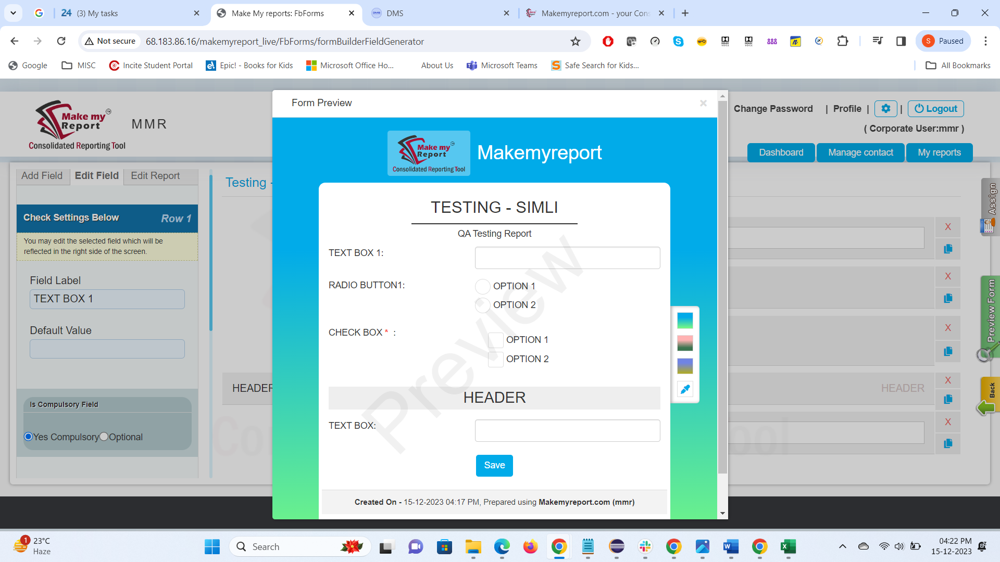 24 (3) My tasks
Make My reports: FbForms
DMS
Makemyreport.com - your Cons
Not secure
68.183.86.16/makemyreport_live/FbForms/formBuilderFieldGenerator
S Paused
Google
MISC
Incite Student Portal
Epic! - Books for Kids
Microsoft Office Ho...
About Us
Microsoft Teams
Safe Search for Kids...
All Bookmarks
Make my Report TM
Consolidated Reporting Tool
MMR
Change Password | Profile | | Logout
( Corporate User:mmr )
Dashboard
Manage contact
My reports
Add Field
Edit Field
Edit Report
Testing -
Check Settings Below
Row 1
You may edit the selected field which will be
reflected in the right side of the screen.
Field Label
TEXT BOX 1
Default Value
Is Compulsory Field
Yes Compulsory Optional
HEADER
Form Preview
×
Make my Report TM
Consolidated Reporting Tool
Makemyreport
TESTING - SIMLI
QA Testing Report
TEXT BOX 1:
RADIO BUTTON1:
OPTION 1
OPTION 2
CHECK BOX * :
OPTION 1
OPTION 2
HEADER
TEXT BOX:
Save
Created On - 15-12-2023 04:17 PM, Prepared using Makemyreport.com (mmr)
Preview
X
X
X
HEADER
X
X
Co
ool
Assign
Preview Form
Back
1
23°C
Haze
Search
04:22 PM
15-12-2023